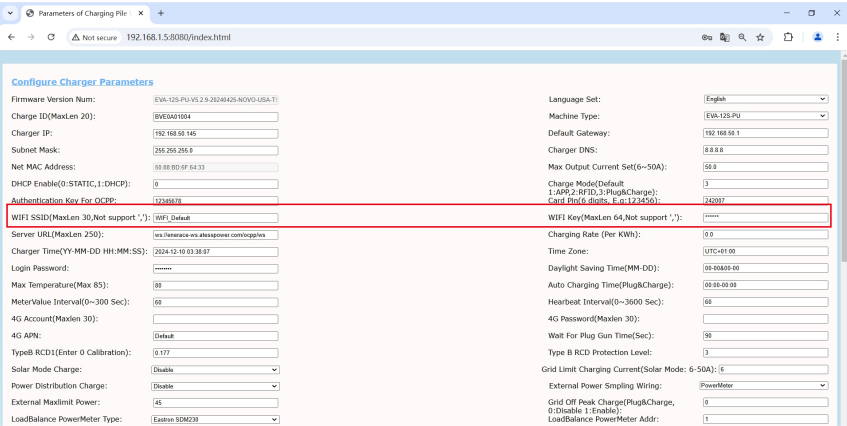 Parameters of Charging Pile
Not secure 192.168.1.5:8080/index.html
Configure Charger Parameters
Firmware Version Num: EVA-12S-PU-V5.2.9-20240425-NOVO-USA-T Language Set: English
Charge ID(MaxLen 20): BVE0A01004 Machine Type: EVA-12S-PU
Charger IP: 192.168.50.145 Default Gateway: 192.168.50.1
Subnet Mask: 255.255.255.0 Charger DNS: 8.8.8.8
Net MAC Address: 50:88:BD:6F:64:33 Max Output Current Set(6~50A): 50.0
DHCP Enable(0:STATIC,1:DHCP): 0 Charge Mode(Default
1:APP,2:RFID,3:Plug&Charge): 3
Authentication Key For OCPP: 12345678 Card Pin(6 digits, E.g:123456): 242007
WIFI SSID(MaxLen 30,Not support ','): WIFI_Default WIFI Key(MaxLen 64,Not support ','): ••••••
Server URL(MaxLen 250): ws://enerace-ws.atesspower.com/ocpp/ws Charging Rate (Per KWh): 0.0
Charger Time(YY-MM-DD HH:MM:SS): 2024-12-10 03:38:07 Time Zone: UTC+01:00
Login Password: •••••••• Daylight Saving Time(MM-DD): 00-00&00-00
Max Temperature(Max 85): 80 Auto Charging Time(Plug&Charge): 00:00-00:00
MeterValue Interval(0~300 Sec): 60 Hearbeat Interval(0~3600 Sec): 60
4G Account(Maxlen 30): 4G Password(Maxlen 30):
4G APN: Default Wait For Plug Gun Time(Sec): 90
TypeB RCD1(Enter 0 Calibration): 0.177 Type B RCD Protection Level: 3
Solar Mode Charge: Disable Grid Limit Charging Current(Solar Mode: 6-50A): 6
Power Distribution Charge: Disable External Power Smpling Wiring: PowerMeter
External Maxlimit Power: 45 Grid Off Peak Charge(Plug&Charge,
0:Disable 1:Enable): 0
LoadBalance PowerMeter Type: Eastron SDM230 LoadBalance PowerMeter Addr: 1